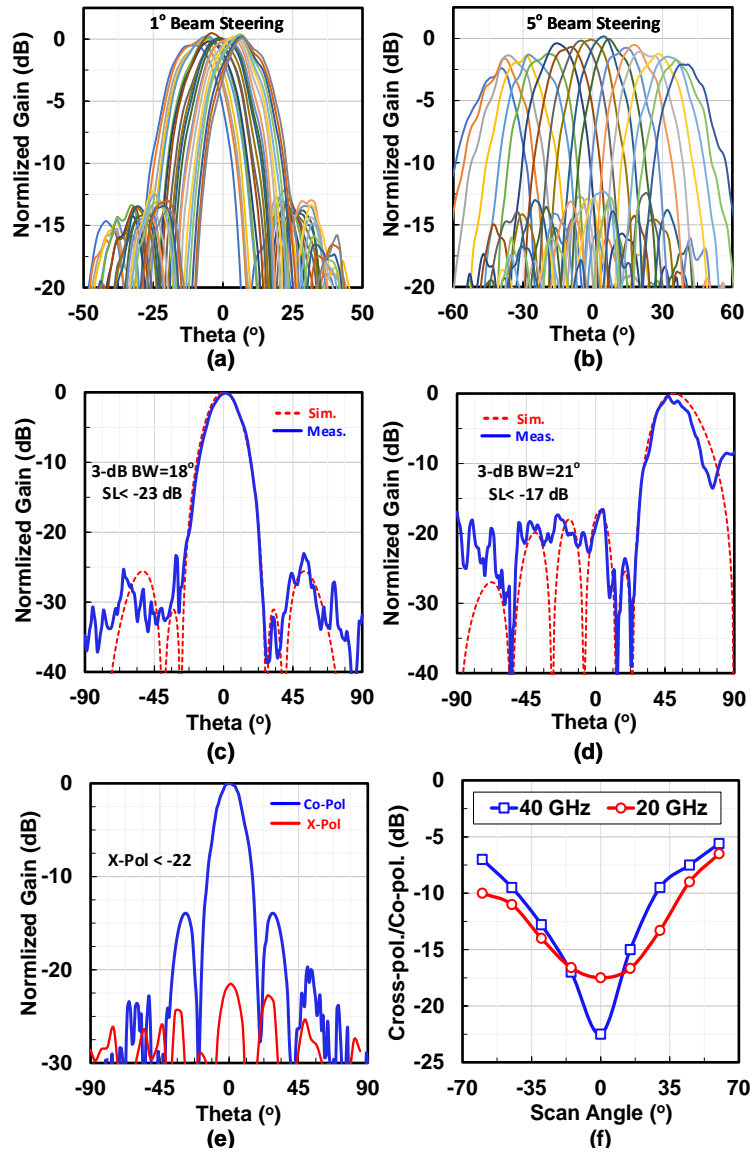 1° Beam Steering
Normlized Gain (dB)
0
-5
-10
-15
-20
-50 -25 0 25 50
Theta (°)
(a)
5° Beam Steering
Normlized Gain (dB)
0
-5
-10
-15
-20
-60 -30 0 30 60
Theta (°)
(b)
Normlized Gain (dB)
0
-10
-20
-30
-40
Sim.
Meas.
3-dB BW=18°
SL< -23 dB
-90 -45 0 45 90
Theta (°)
(c)
Normlized Gain (dB)
0
-10
-20
-30
-40
Sim.
Meas.
3-dB BW=21°
SL< -17 dB
-90 -45 0 45 90
Theta (°)
(d)
Normlized Gain (dB)
0
-10
-20
-30
Co-Pol
X-Pol
X-Pol < -22
-90 -45 0 45 90
Theta (°)
(e)
Cross-pol./Co-pol. (dB)
0
-5
-10
-15
-20
-25
40 GHz 20 GHz
-70 -35 0 35 70
Scan Angle (°)
(f)